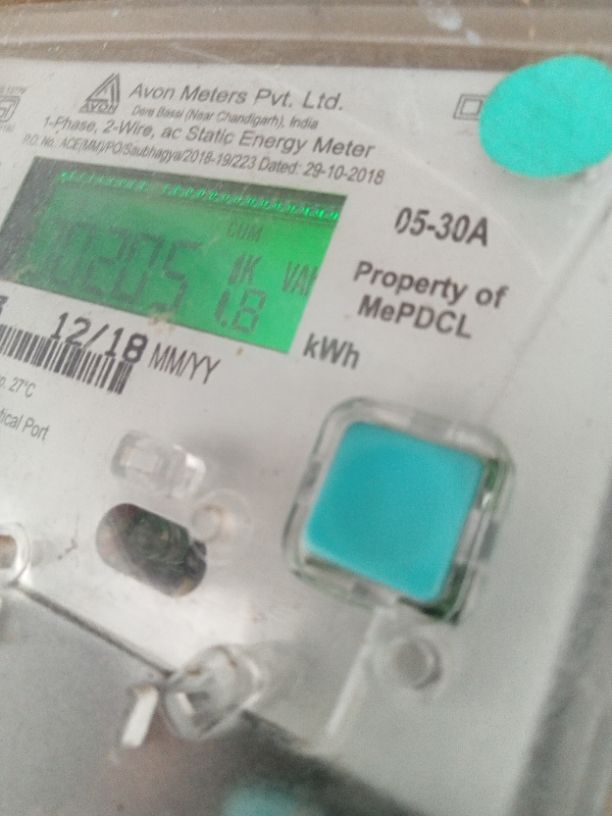 Avon Meters Pvt. Ltd.
AVON
Dera Bassi (Near Chandigarh), India
1-Phase, 2-Wire, ac Static Energy Meter
P.O. No. ACE(MM)/PO/Saubhagya/2018-19/223 Dated: 29-10-2018
05-30A
CUM
Property of
MePDCL
kWh
12/18 MM/YY
27°C
Port